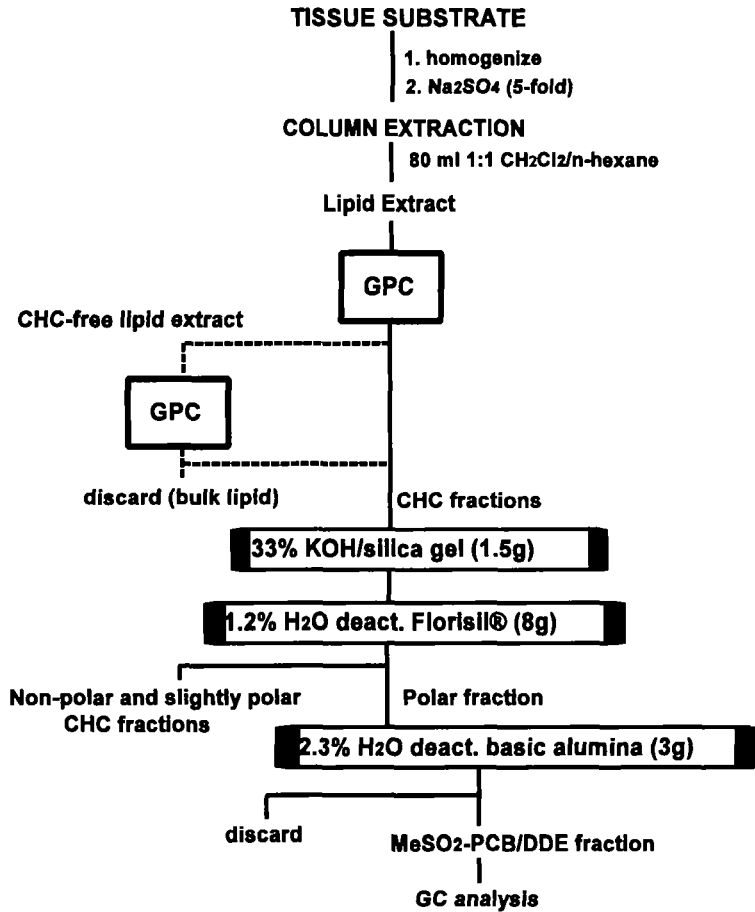 TISSUE SUBSTRATE
1. homogenize
2. Na2SO4 (5-fold)
COLUMN EXTRACTION
80 ml 1:1 CH2Cl2/n-hexane
Lipid Extract
GPC
CHC-free lipid extract
GPC
discard (bulk lipid)
CHC fractions
33% KOH/silica gel (1.5g)
1.2% H2O deact. Florisil® (8g)
Non-polar and slightly polar
CHC fractions
Polar fraction
2.3% H2O deact. basic alumina (3g)
discard
MeSO2-PCB/DDE fraction
GC analysis